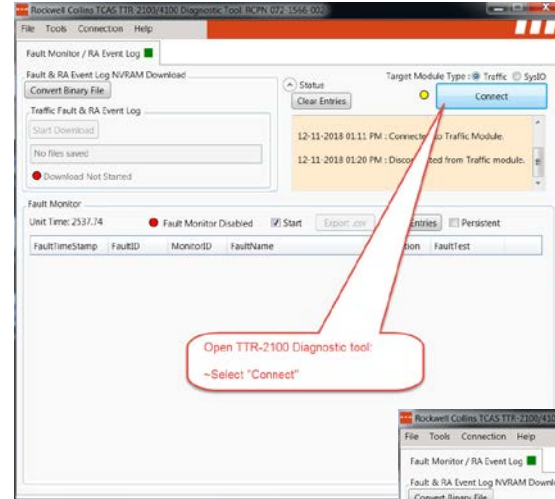 Rockwell Collins TCAS TTR-2100/4100 Diagnostic Tool: RCPN 072-1566-002
File Tools Connection Help
Fault Monitor / RA Event Log
Fault & RA Event Log NVRAM Download
Convert Binary File
Traffic Fault & RA Event Log
Start Download
No files saved
Download Not Started
Status
Target Module Type: Traffic SysIO
Clear Entries
Connect
12-11-2018 01:11 PM : Connected to Traffic Module.
12-11-2018 01:20 PM : Disconnected from Traffic module.
Fault Monitor
Unit Time: 2537.74 Fault Monitor Disabled Start Export .csv Entries Persistent
FaultTimeStamp FaultID MonitorID FaultName tion FaultTest
Open TTR-2100 Diagnostic tool:
~Select "Connect"
Rockwell Collins TCAS TTR-2100/410
File Tools Connection Help
Fault Monitor / RA Event Log
Fault & RA Event Log NVRAM Downl
Convert Binary File